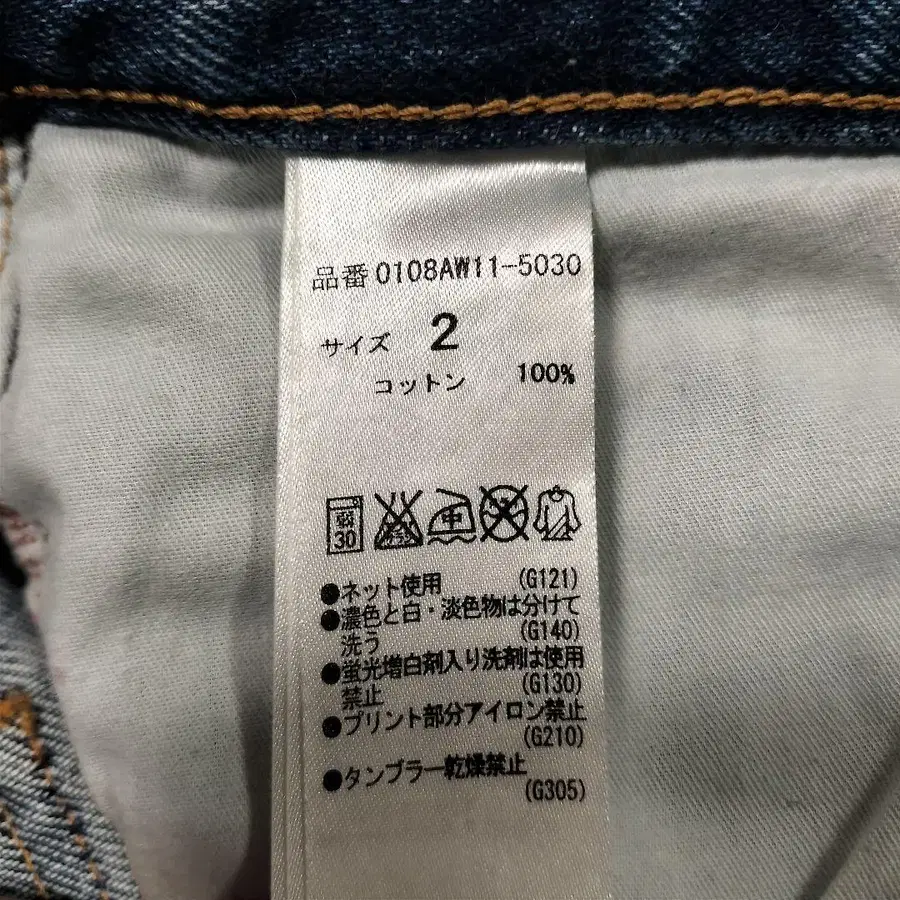 品番 0108AW11-5030
サイズ 2
コットン 100%
弱
30
中
●ネット使用 (G121)
●濃色と白・淡色物は分けて
洗う (G140)
●蛍光増白剤入り洗剤は使用
禁止 (G130)
●プリント部分アイロン禁止
(G210)
●タンブラー乾燥禁止
(G305)